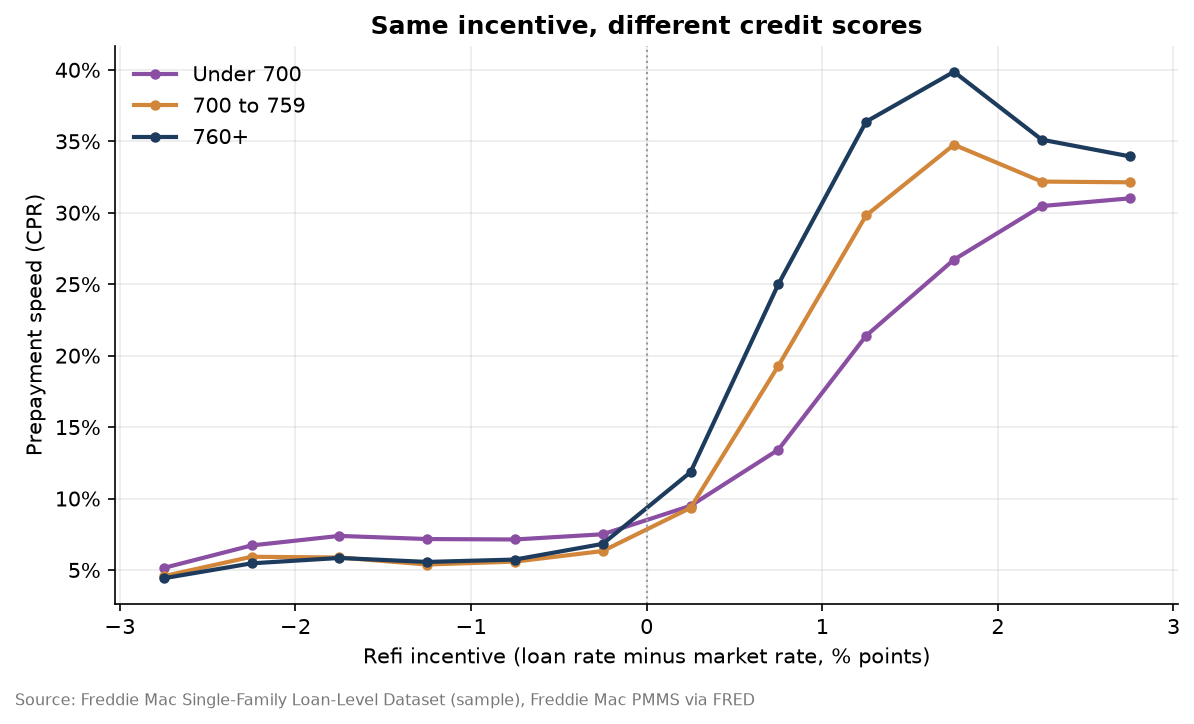 Same incentive, different credit scores
Under 700
700 to 759
760+
40%
35%
30%
25%
20%
15%
10%
5%
Prepayment speed (CPR)
−3 −2 −1 0 1 2 3
Refi incentive (loan rate minus market rate, % points)
Source: Freddie Mac Single-Family Loan-Level Dataset (sample), Freddie Mac PMMS via FRED